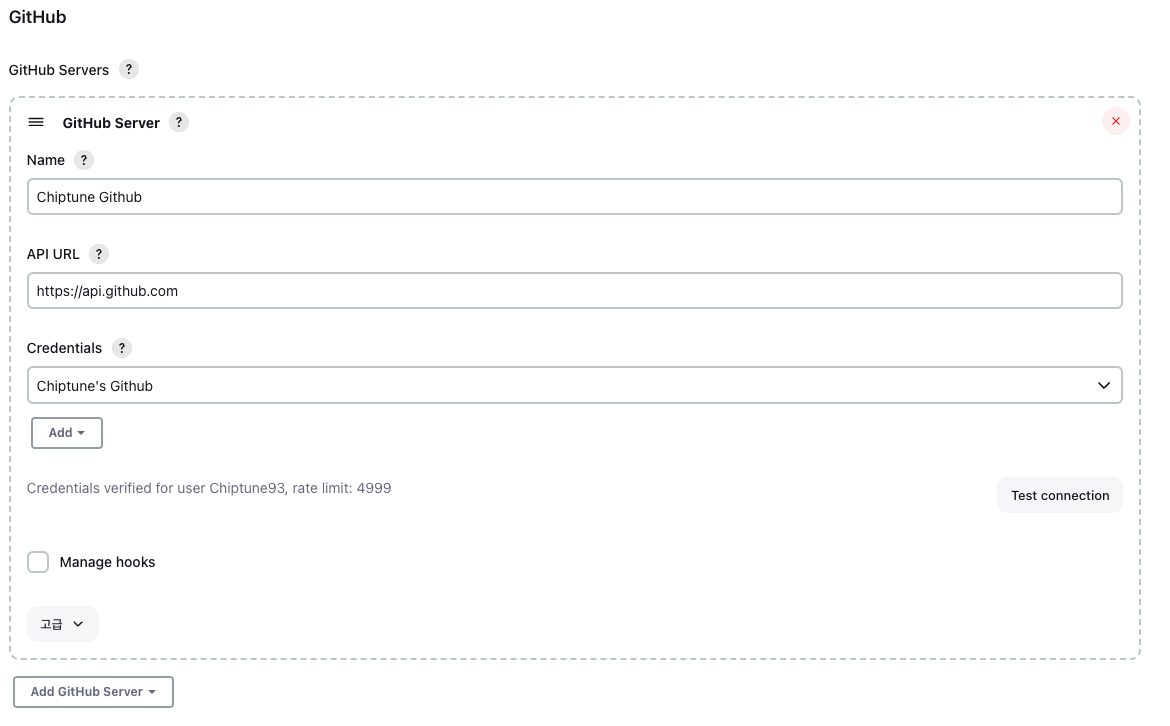 GitHub
GitHub Servers ?
GitHub Server ?
Name ?
Chiptune Github
API URL ?
https://api.github.com
Credentials ?
Chiptune's Github
Add
Credentials verified for user Chiptune93, rate limit: 4999
Test connection
Manage hooks
고급
Add GitHub Server